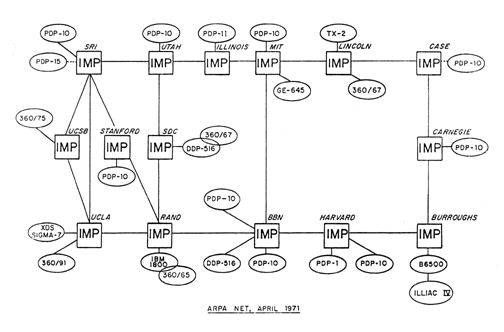 PDP-10
PDP-10
PDP-11
PDP-10
TX-2
SRI
UTAH
ILLINOIS
MIT
LINCOLN
CASE
PDP-15
IMP
IMP
IMP
IMP
IMP
IMP
PDP-10
GE-645
360/67
360/75
UCSB
STANFORD
SDC
360/67
CARNEGIE
IMP
IMP
IMP
DDP-516
IMP
PDP-10
PDP-10
PDP-10
UCLA
RAND
BBN
HARVARD
BURROUGHS
XDS
SIGMA-7
IMP
IMP
IMP
IMP
IMP
360/91
IBM
1800
360/65
DDP-516
PDP-10
PDP-1
PDP-10
B6500
ILLIAC IV
ARPA NET, APRIL 1971